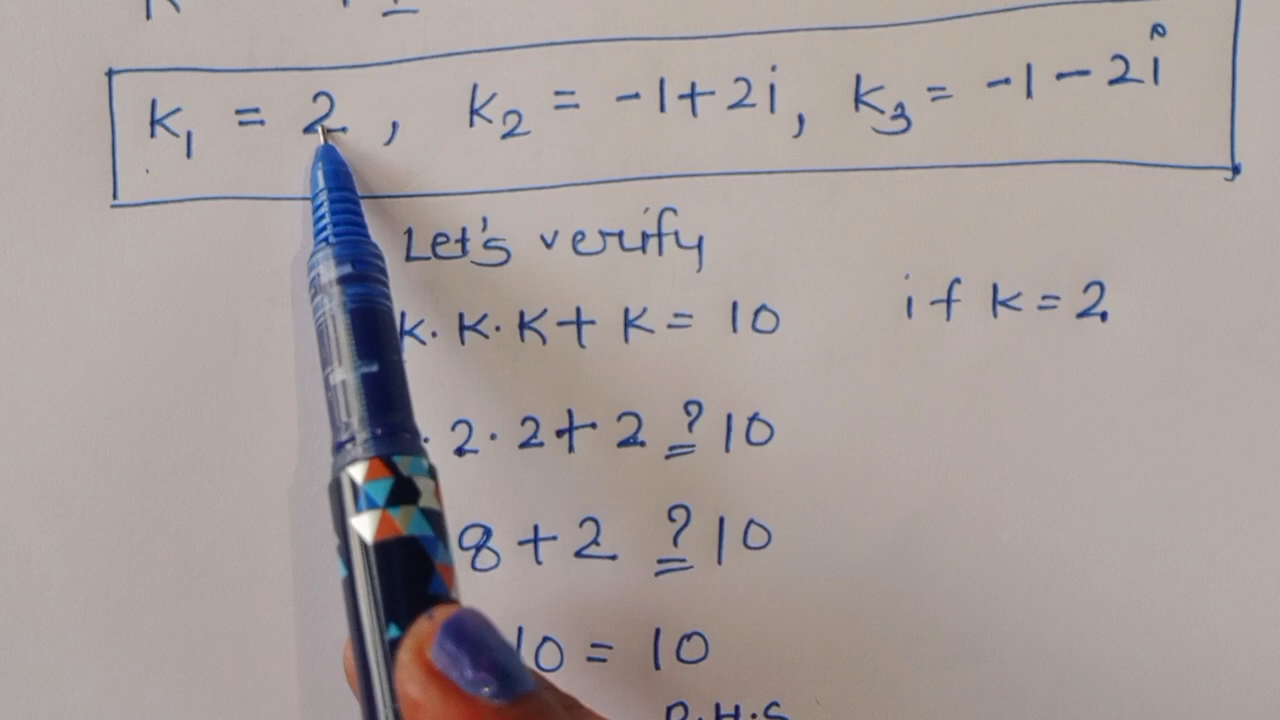 K₁ = 2, K₂ = -1+2i, K₃ = -1-2i
Let's verify
K·K·K+K=10 if K=2
·2·2+2 ≟ 10
8+2 ≟ 10
10 = 10
R.H.S